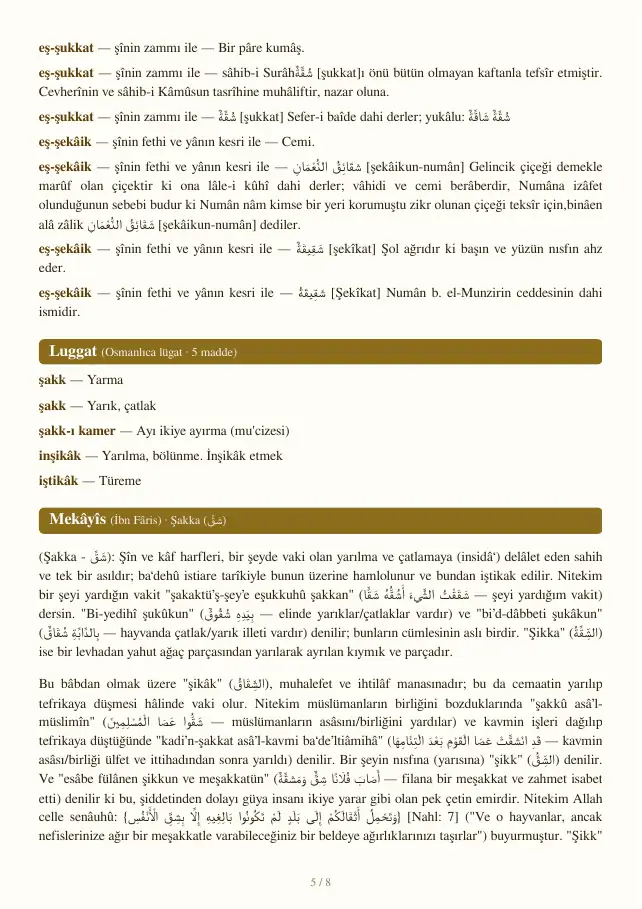 eş-şukkat — şînin zammı ile — Bir pâre kumâş.
eş-şukkat — şînin zammı ile — sâhib-i Surâh شُقَّةٌ [şukkat]ı önü bütün olmayan kaftanla tefsîr etmiştir.
Cevherînin ve sâhib-i Kâmûsun tasrîhine muhâliftir, nazar oluna.
eş-şukkat — şînin zammı ile — شُقَّةٌ [şukkat] Sefer-i baîde dahi derler; yukâlu: شُقَّةٌ شَاقَّةٌ
eş-şekâik — şînin fethi ve yânın kesri ile — Cemi.
eş-şekâik — şînin fethi ve yânın kesri ile — شَقَائِقُ النُّعْمَانِ [şekâikun-numân] Gelincik çiçeği demekle
marûf olan çiçektir ki ona lâle-i kûhî dahi derler; vâhidi ve cemi berâberdir, Numâna izâfet
olunduğunun sebebi budur ki Numân nâm kimse bir yeri korumuştu zikr olunan çiçeği teksîr için,binâen
alâ zâlik شَقَائِقُ النُّعْمَانِ [şekâikun-numân] dediler.
eş-şekâik — şînin fethi ve yânın kesri ile — شَقِيقَةٌ [şekîkat] Şol ağrıdır ki başın ve yüzün nısfın ahz
eder.
eş-şekâik — şînin fethi ve yânın kesri ile — شَقِيقَةُ [Şekîkat] Numân b. el-Munzirin ceddesinin dahi
ismidir.
Luggat (Osmanlıca lügat · 5 madde)
şakk — Yarma
şakk — Yarık, çatlak
şakk-ı kamer — Ayı ikiye ayırma (mu'cizesi)
inşikâk — Yarılma, bölünme. İnşikâk etmek
iştikâk — Türeme
Mekâyîs (İbn Fâris) · Şakka (شَقَّ)
(Şakka - شَقَّ): Şîn ve kâf harfleri, bir şeyde vaki olan yarılma ve çatlamaya (insidâ‘) delâlet eden sahih
ve tek bir asıldır; ba‘dehû istiare tarîkiyle bunun üzerine hamlolunur ve bundan iştikak edilir. Nitekim
bir şeyi yardığın vakit "şakaktü’ş-şey’e eşukkuhû şakkan" (شَقَقْتُ الشَّيْءَ أَشُقُّهُ شَقًّا — şeyi yardığım vakit)
dersin. "Bi-yedihî şukûkun" (بِيَدِهِ شُقُوقٌ — elinde yarıklar/çatlaklar vardır) ve "bi’d-dâbbeti şukâkun"
(بِالدَّابَّةِ شُقَاقٌ — hayvanda çatlak/yarık illeti vardır) denilir; bunların cümlesinin aslı birdir. "Şikka" (الشِّقَّةُ)
ise bir levhadan yahut ağaç parçasından yarılarak ayrılan kıymık ve parçadır.
Bu bâbdan olmak üzere "şikâk" (الشِّقَاقُ), muhalefet ve ihtilâf manasınadır; bu da cemaatin yarılıp
tefrikaya düşmesi hâlinde vaki olur. Nitekim müslümanların birliğini bozduklarında "şakkû asâ’l-
müslimîn" (شَقُّوا عَصَا الْمُسْلِمِينَ — müslümanların asâsını/birliğini yardılar) ve kavmin işleri dağılıp
tefrikaya düştüğünde "kadi’n-şakkat asâ’l-kavmi ba‘de’ltiâmihâ" (قَدِ انشَقَّتْ عَصَا الْقَوْمِ بَعْدَ الْتِئَامِهَا — kavmin
asâsı/birliği ülfet ve ittihadından sonra yarıldı) denilir. Bir şeyin nısfına (yarısına) "şikk" (الشِّقُّ) denilir.
Ve "esâbe fülânen şikkun ve meşakkatün" (أَصَابَ فُلَانًا شِقٌّ وَمَشَقَّةٌ — filana bir meşakkat ve zahmet isabet
etti) denilir ki bu, şiddetinden dolayı güya insanı ikiye yarar gibi olan pek çetin emirdir. Nitekim Allah
celle senâuhû: {وَتَحْمِلُ أَثْقَالَكُمْ إِلَى بَلَدٍ لَمْ تَكُونُوا بَالِغِيهِ إِلَّا بِشِقِّ الْأَنْفُسِ} [Nahl: 7] ("Ve o hayvanlar, ancak
nefislerinize ağır bir meşakkatle varabileceğiniz bir beldeye ağırlıklarınızı taşırlar") buyurmuştur. "Şikk"
5 / 8